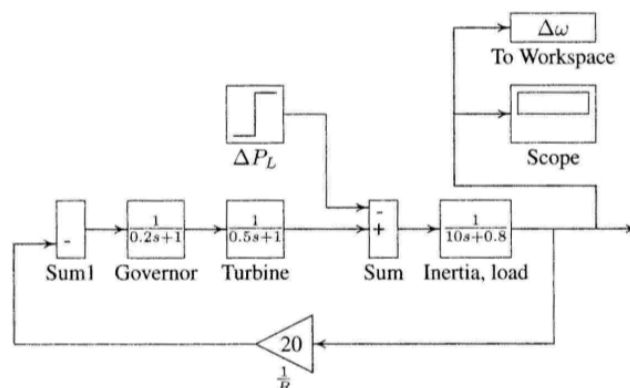 Δω
To Workspace
ΔP_L
Scope
-
-
+
1
0.2s+1
1
0.5s+1
1
10s+0.8
Sum1
Governor
Turbine
Sum
Inertia, load
20
1
R